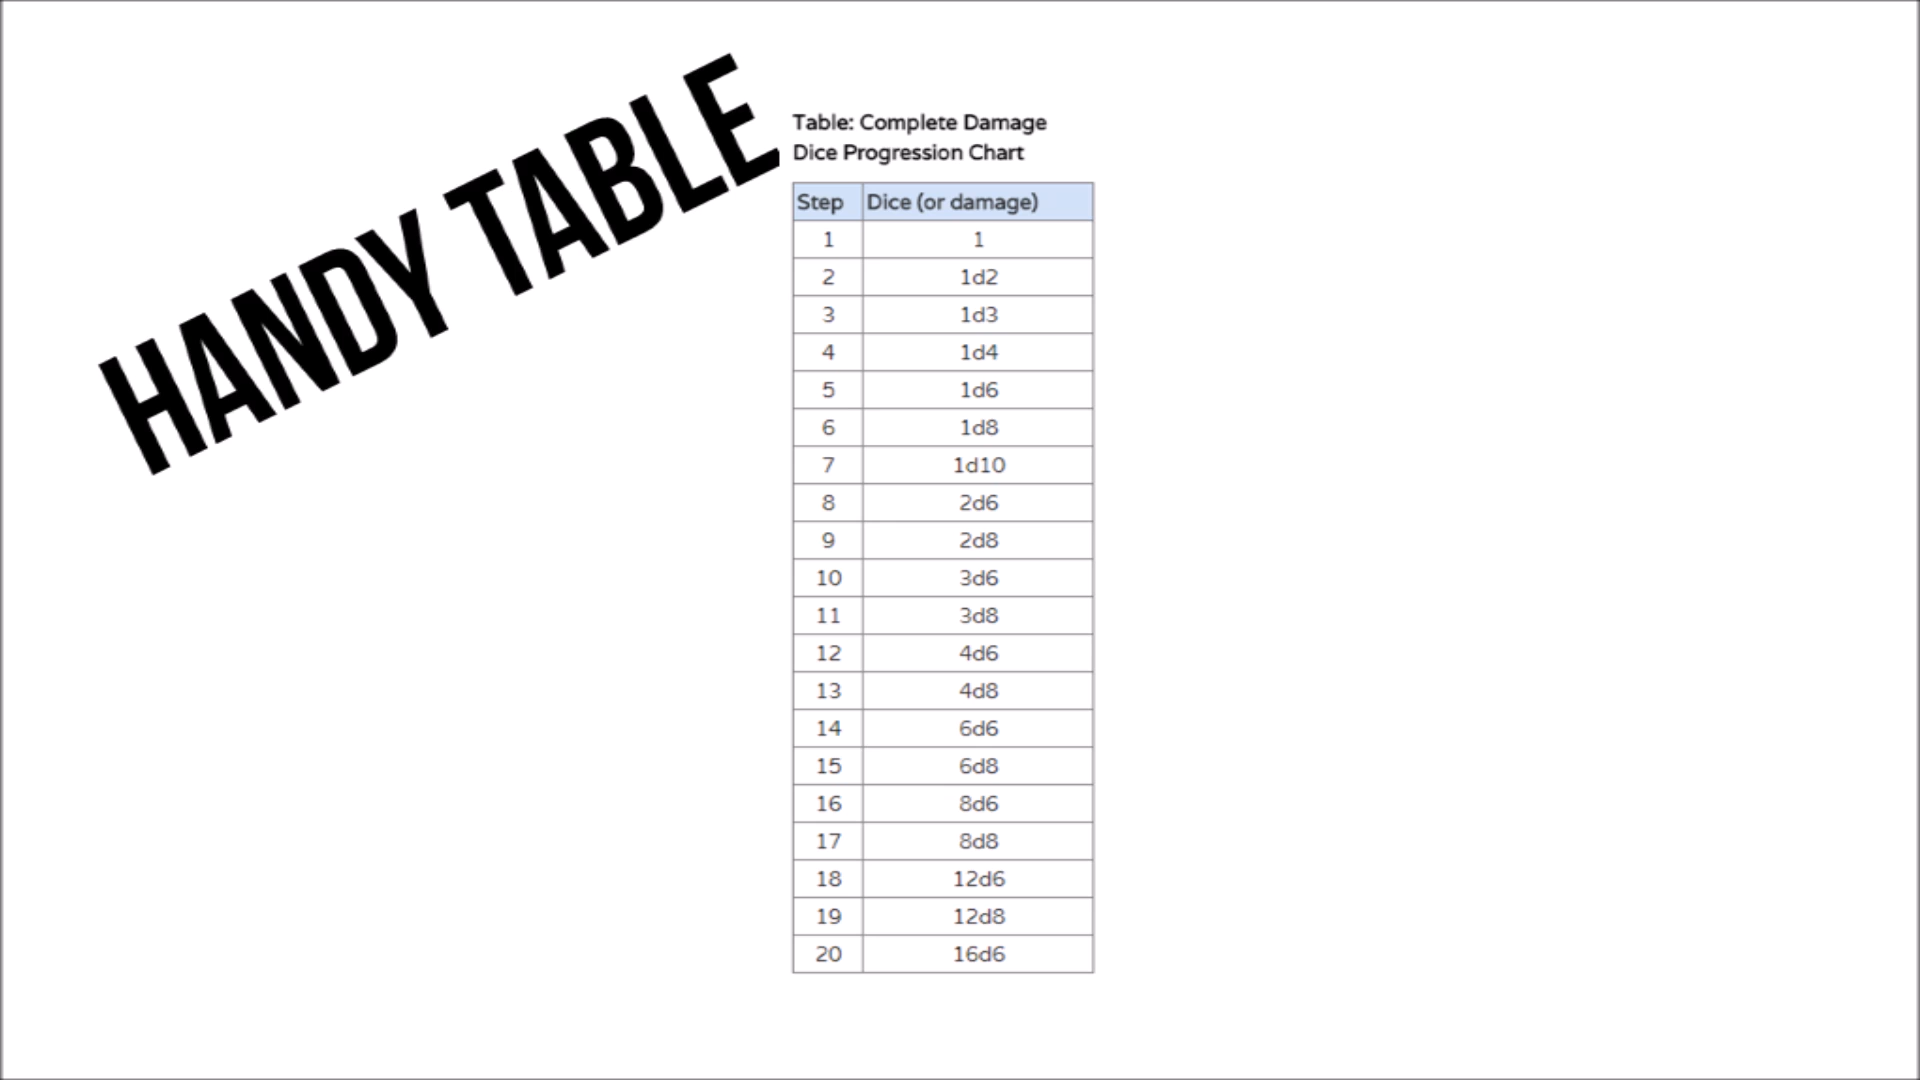 HANDY TABLE
Table: Complete Damage
Dice Progression Chart
Step Dice (or damage)
1 1
2 1d2
3 1d3
4 1d4
5 1d6
6 1d8
7 1d10
8 2d6
9 2d8
10 3d6
11 3d8
12 4d6
13 4d8
14 6d6
15 6d8
16 8d6
17 8d8
18 12d6
19 12d8
20 16d6